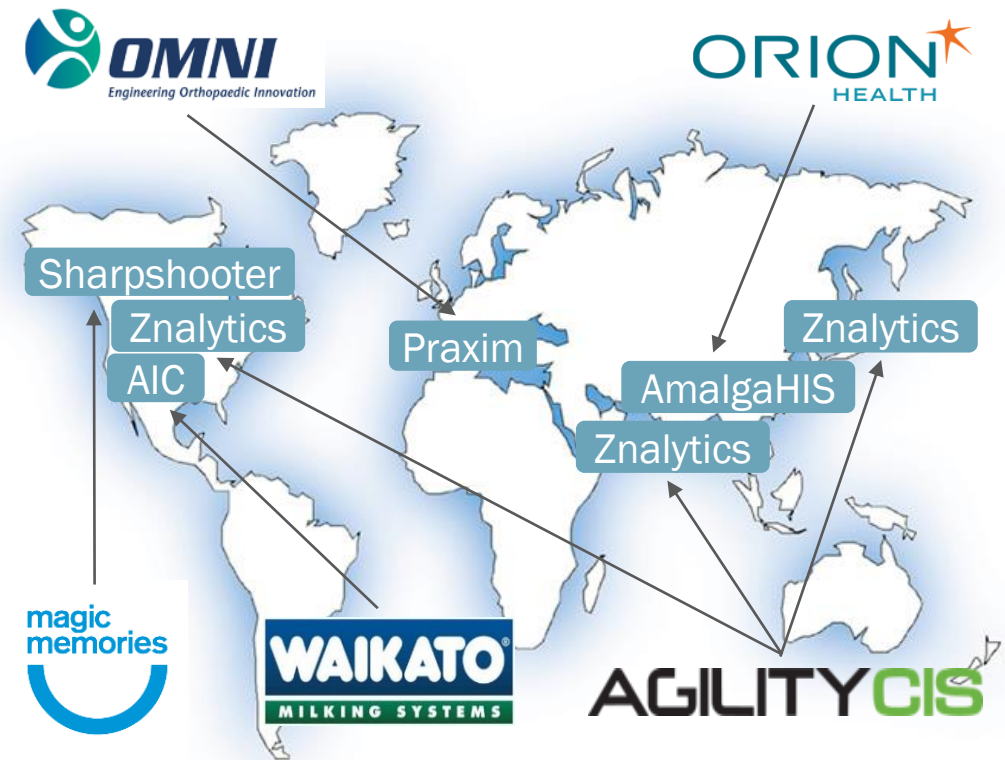 OMNI
Engineering Orthopaedic Innovation
ORION
HEALTH
Sharpshooter
Znalytics
AIC
Praxim
Znalytics
AmalgaHIS
Znalytics
magic
memories
WAIKATO®
MILKING SYSTEMS
AGILITYCIS